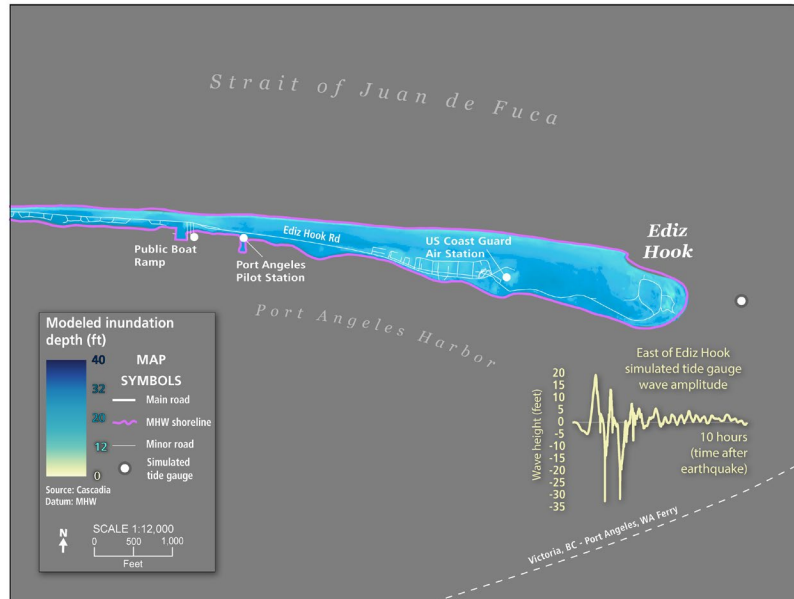 Strait of Juan de Fuca
Ediz
Hook
Ediz Hook Rd
US Coast Guard
Air Station
Public Boat
Ramp
Port Angeles
Pilot Station
Port Angeles Harbor
Modeled inundation
depth (ft)
40
32
20
12
0
MAP
SYMBOLS
Main road
MHW shoreline
Minor road
Simulated
tide gauge
Source: Cascadia
Datum: MHW
N
SCALE 1:12,000
0 500 1,000
Feet
East of Ediz Hook
simulated tide gauge
wave amplitude
Wave height (feet)
20
15
10
5
0
-5
-10
-15
-20
-25
-30
-35
10 hours
(time after
earthquake)
Victoria, BC - Port Angeles, WA Ferry